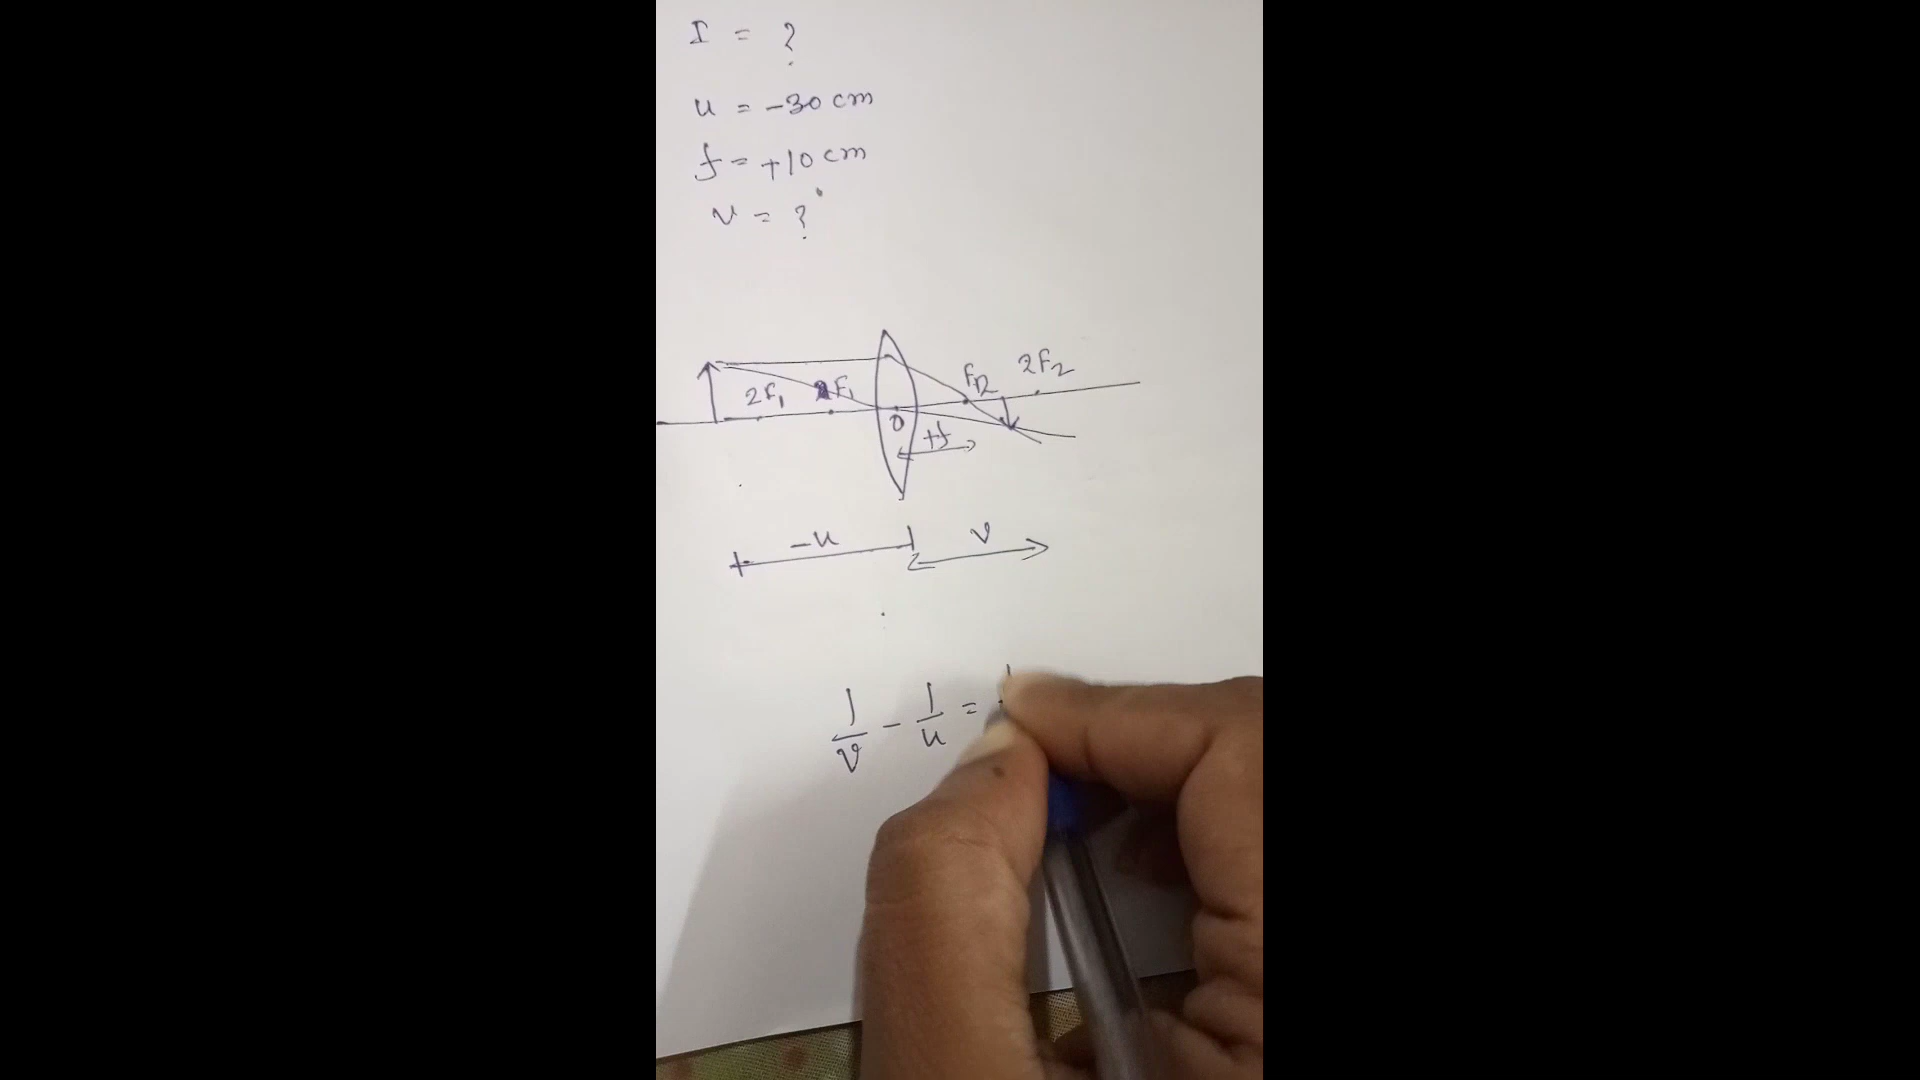 I = ?
u = -30 cm
f = +10 cm
v = ?
2F₁ F₁ F₂ 2F₂
O
+f
-u v
1/v - 1/u =